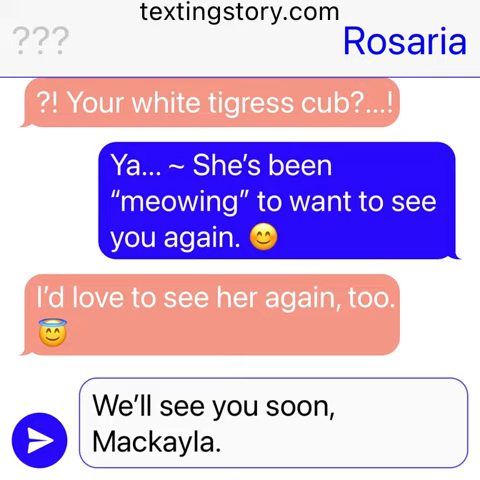 textingstory.com
??? Rosaria
?! Your white tigress cub?...!
Ya... ~ She’s been
“meowing” to want to see
you again. 😊
I’d love to see her again, too.
😇
We’ll see you soon,
Mackayla.